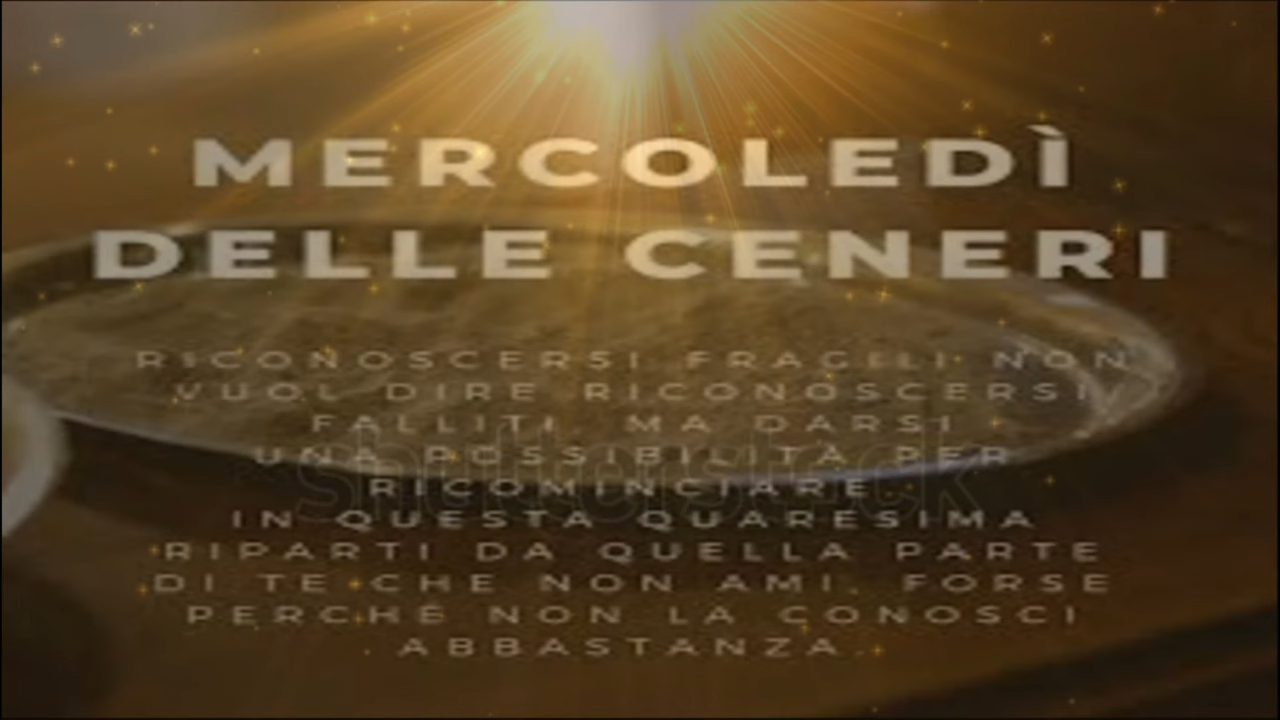 MERCOLEDÌ
DELLE CENERI
RICONOSCERSI FRAGILI NON
VUOL DIRE RICONOSCERSI
FALLITI MA DARSI
UNA POSSIBILITÀ PER
RICOMINCIARE
IN QUESTA QUARESIMA
RIPARTI DA QUELLA PARTE
DI TE CHE NON AMI, FORSE
PERCHÉ NON LA CONOSCI
ABBASTANZA
shutterstock